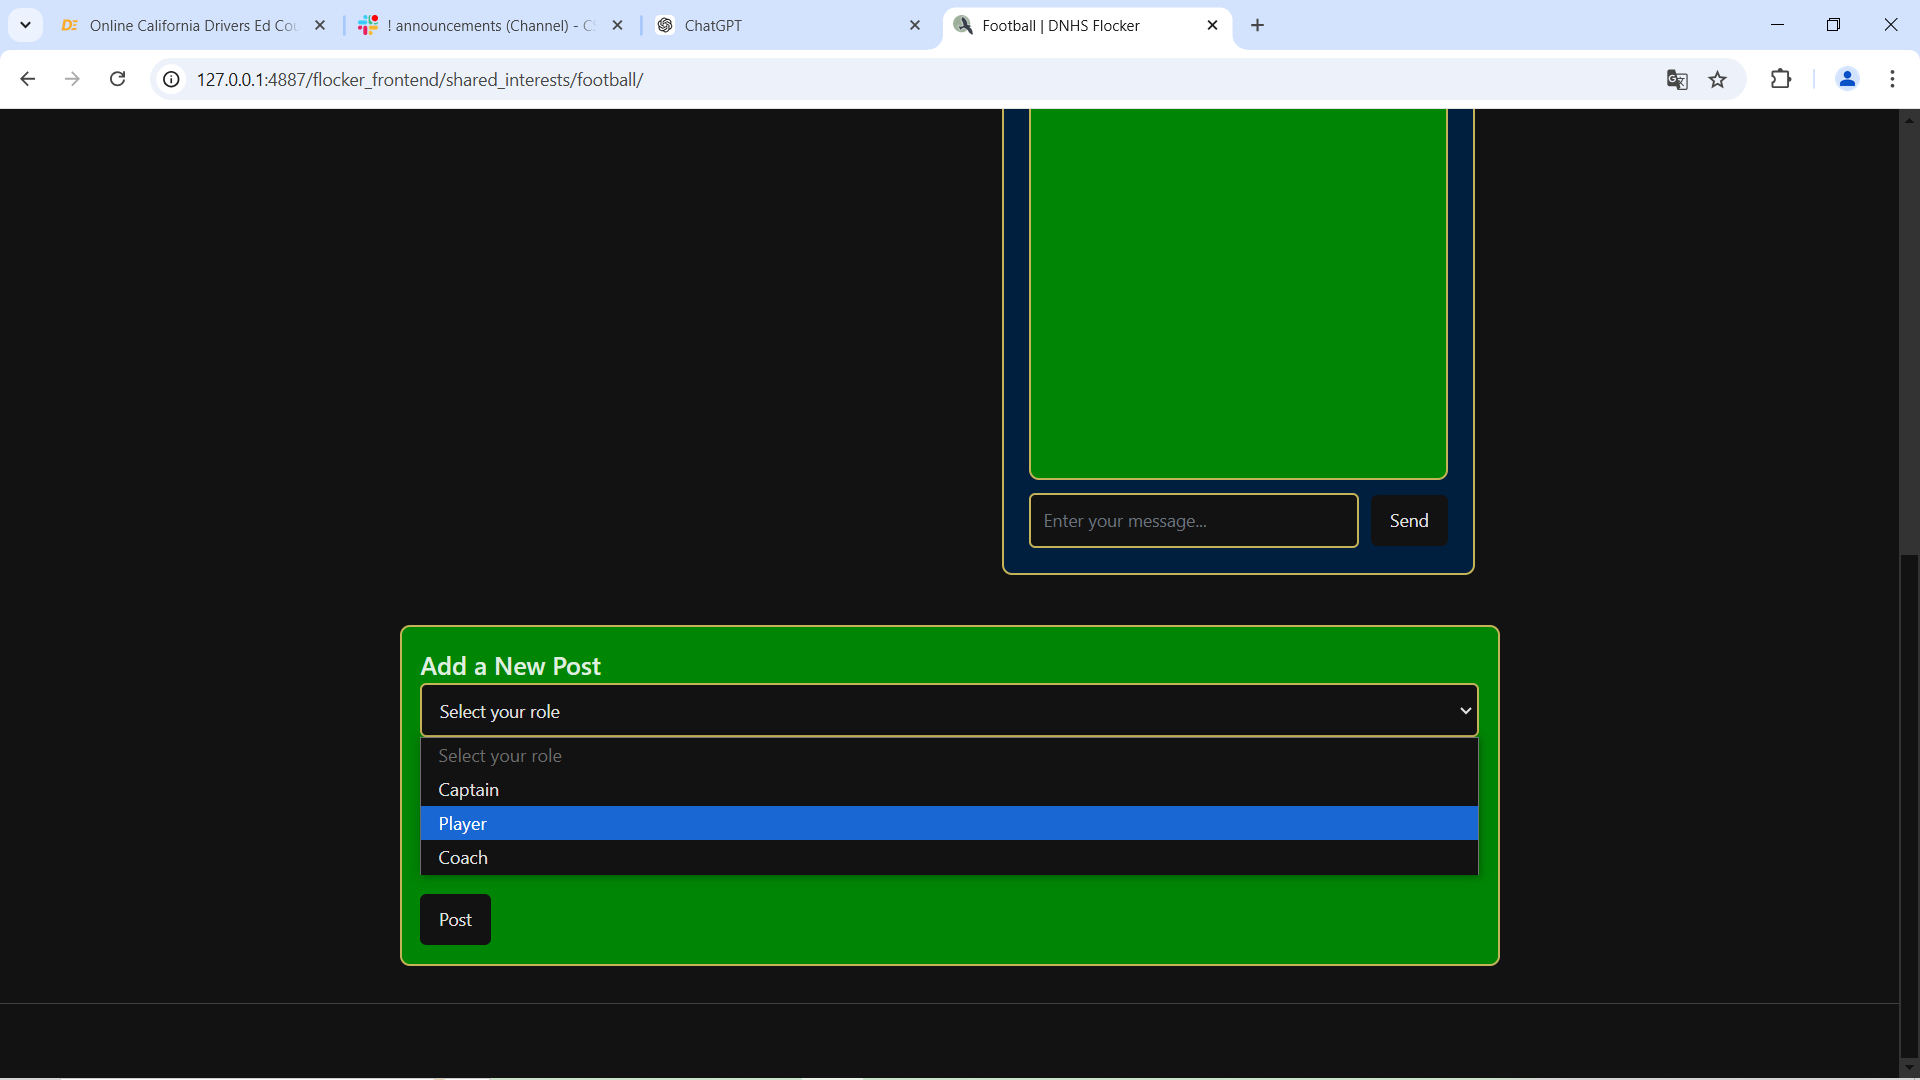 Online California Drivers Ed Cou
! announcements (Channel) - CS
ChatGPT
Football | DNHS Flocker
127.0.0.1:4887/flocker_frontend/shared_interests/football/
Enter your message...
Send
Add a New Post
Select your role
Select your role
Captain
Player
Coach
Post